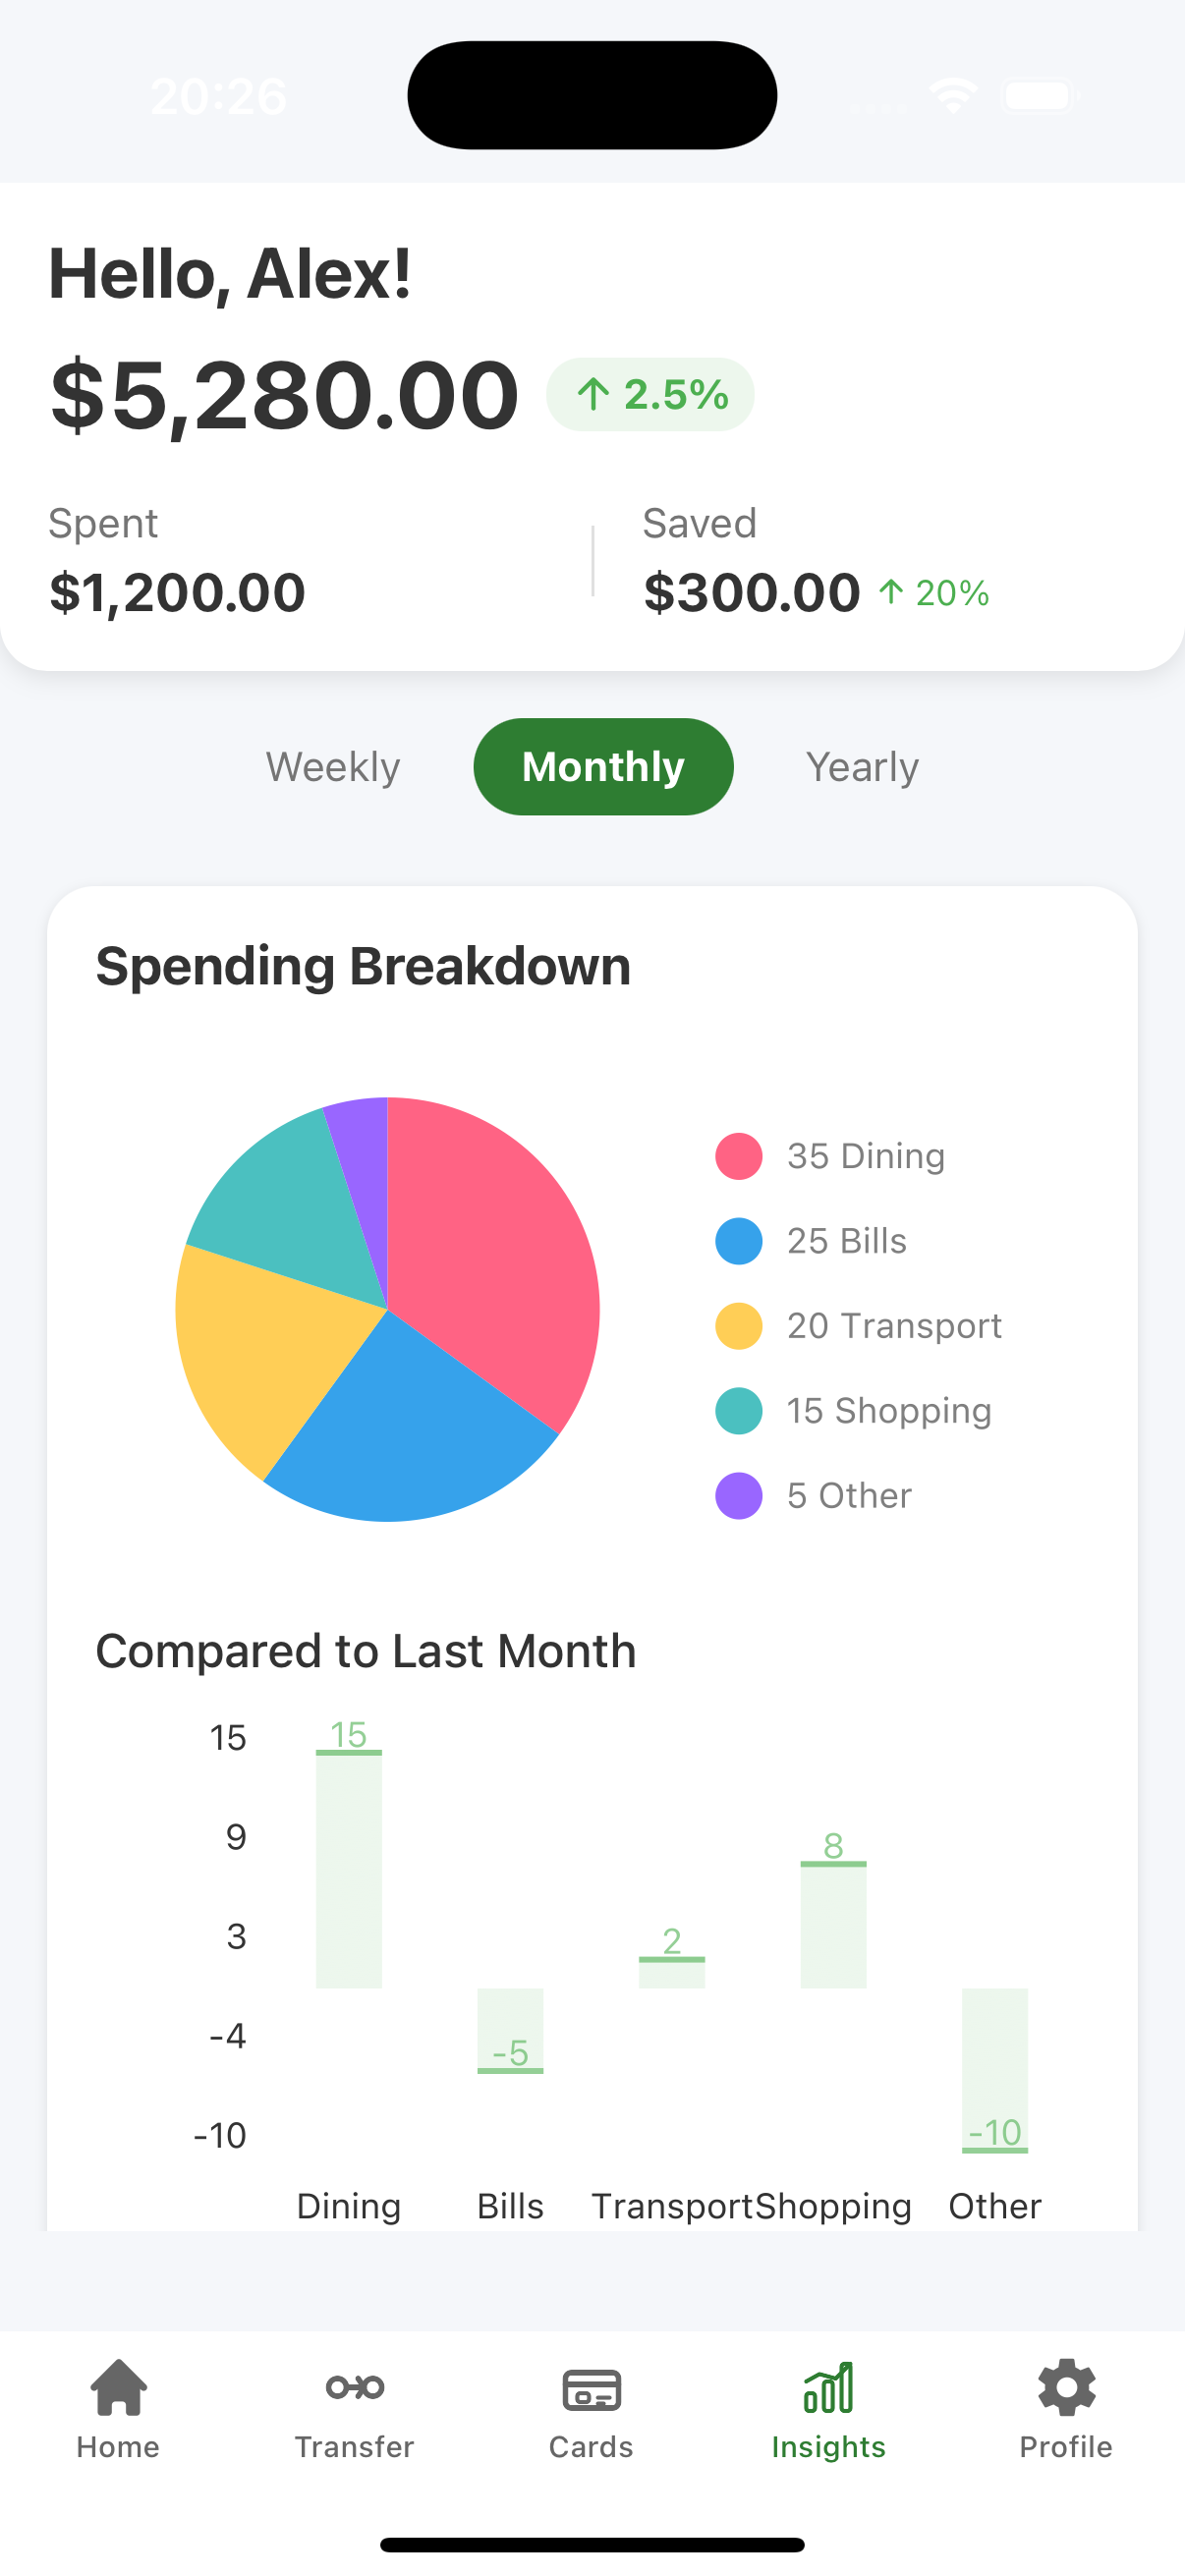 20:26
Hello, Alex!
$5,280.00 ↑ 2.5%
Spent
$1,200.00
Saved
$300.00 ↑ 20%
Weekly Monthly Yearly
Spending Breakdown
35 Dining
25 Bills
20 Transport
15 Shopping
5 Other
Compared to Last Month
15
9
3
-4
-10
15
-5
2
8
-10
Dining Bills Transport Shopping Other
Home Transfer Cards Insights Profile